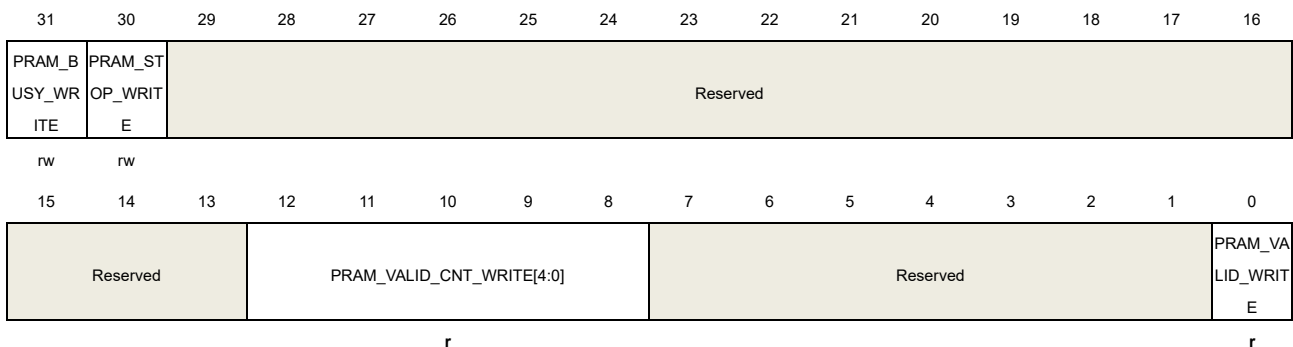 31 30 29 28 27 26 25 24 23 22 21 20 19 18 17 16
PRAM_B
USY_WR
ITE
PRAM_ST
OP_WRIT
E
Reserved
rw rw
15 14 13 12 11 10 9 8 7 6 5 4 3 2 1 0
Reserved
PRAM_VALID_CNT_WRITE[4:0]
Reserved
PRAM_VA
LID_WRIT
E
r r